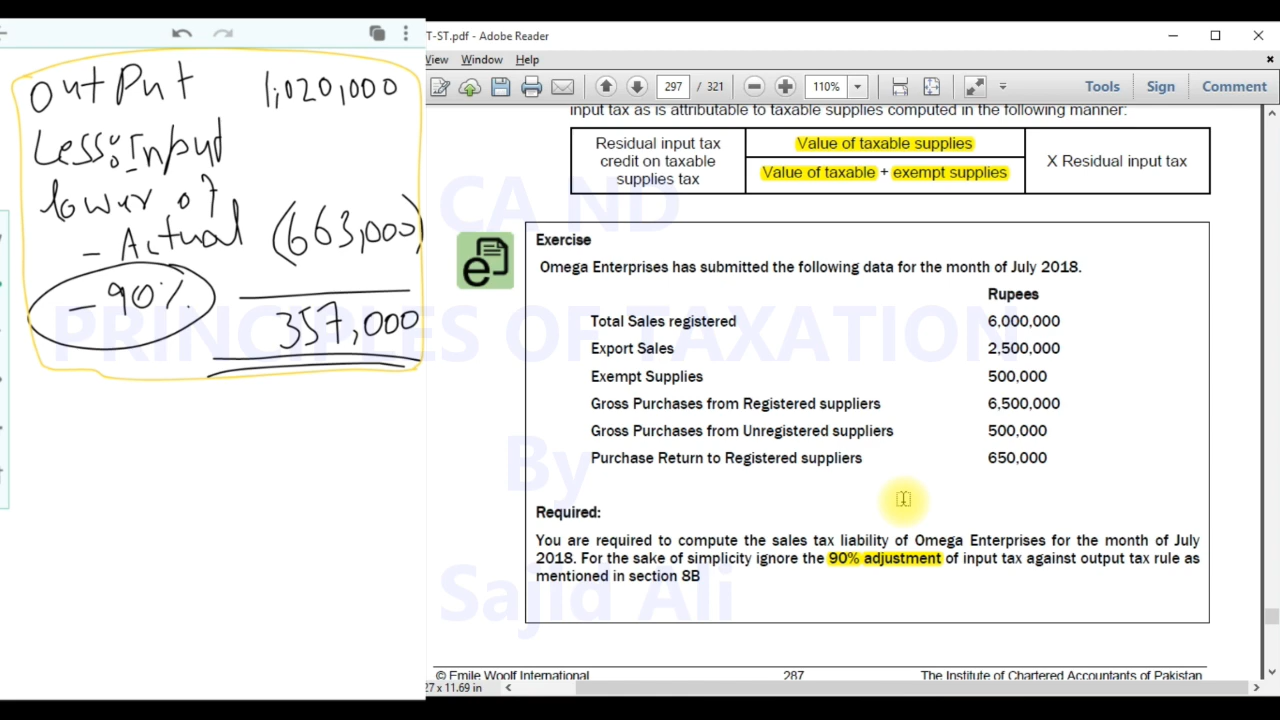 output 1,020,000
Less: Input
lower of
- Actual (663,000)
- 90%
357,000
T-ST.pdf - Adobe Reader
View Window Help
297 / 321 110% Tools Sign Comment
input tax as is attributable to taxable supplies computed in the following manner:
Residual input tax credit on taxable supplies tax
Value of taxable supplies
Value of taxable + exempt supplies
X Residual input tax
CA ND
PRINCIPLES OF TAXATION
By
Sajid Ali
e
Exercise
Omega Enterprises has submitted the following data for the month of July 2018.
Rupees
Total Sales registered 6,000,000
Export Sales 2,500,000
Exempt Supplies 500,000
Gross Purchases from Registered suppliers 6,500,000
Gross Purchases from Unregistered suppliers 500,000
Purchase Return to Registered suppliers 650,000
Required:
You are required to compute the sales tax liability of Omega Enterprises for the month of July
2018. For the sake of simplicity ignore the 90% adjustment of input tax against output tax rule as
mentioned in section 8B
© Emile Woolf International 287 The Institute of Chartered Accountants of Pakistan
27 x 11.69 in